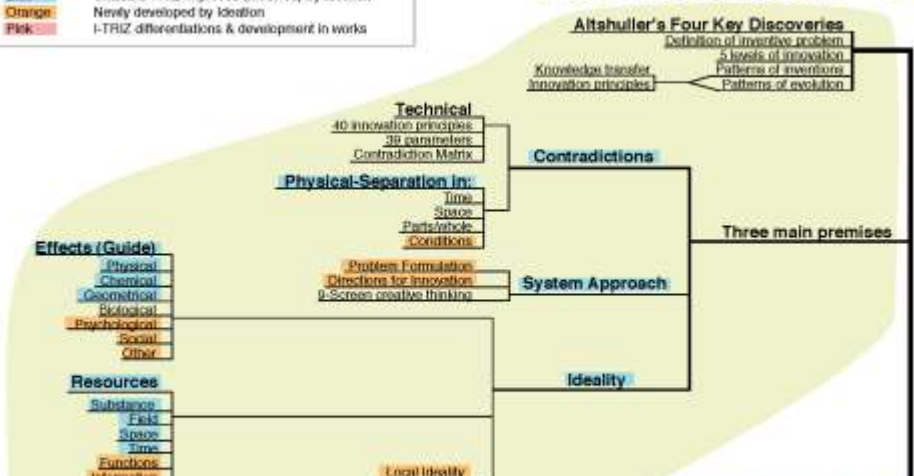 Orange Newly developed by Ideation
Pink I-TRIZ differentiations & development in works
Altshuller's Four Key Discoveries
Definition of inventive problem
5 levels of innovation
Patterns of inventions
Patterns of evolution
Knowledge transfer
Innovation principles
Three main premises
Contradictions
Technical
40 innovation principles
39 parameters
Contradiction Matrix
Physical-Separation in:
Time
Space
Parts/whole
Conditions
System Approach
Problem Formulation
Directions for Innovation
9-Screen creative thinking
Ideality
Effects (Guide)
Physical
Chemical
Geometrical
Biological
Psychological
Social
Other
Resources
Substance
Field
Space
Time
Functions
Local Ideality